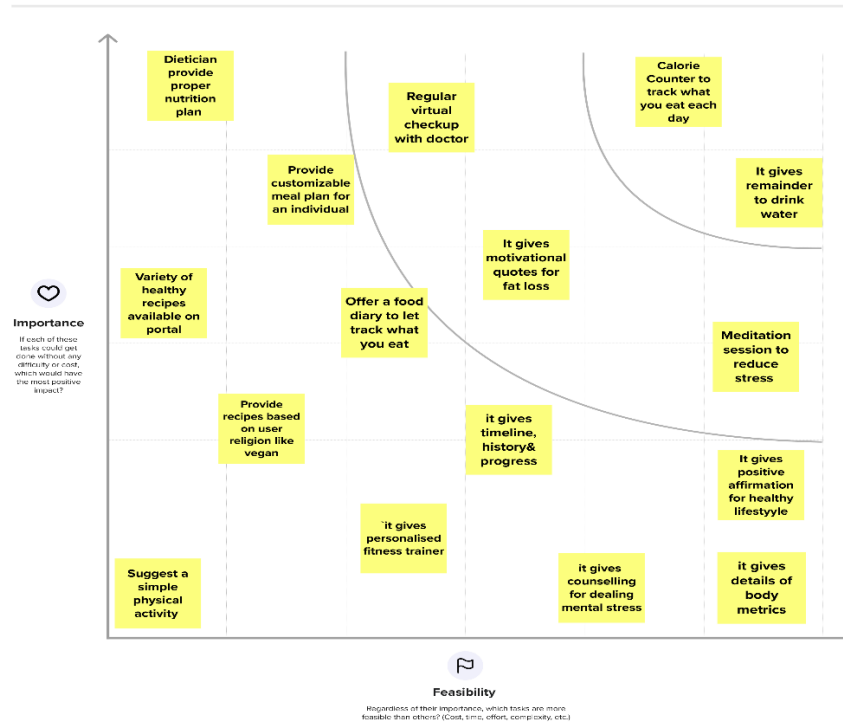 Dietician
provide
proper
nutrition
plan
Regular
virtual
checkup
with doctor
Calorie
Counter to
track what
you eat each
day
Provide
customizable
meal plan for
an individual
It gives
remainder
to drink
water
It gives
motivational
quotes for
fat loss
Variety of
healthy
recipes
available on
portal
Offer a food
diary to let
track what
you eat
Importance
If each of these
tasks could get
done without any
difficulty or cost,
which would have
the most positive
impact?
Meditation
session to
reduce
stress
Provide
recipes based
on user
religion like
vegan
it gives
timeline,
history&
progress
It gives
positive
affirmation
for healthy
lifestyyle
`it gives
personalised
fitness trainer
Suggest a
simple
physical
activity
it gives
counselling
for dealing
mental stress
it gives
details of
body
metrics
Feasibility
Regardless of their importance, which tasks are more
feasible than others? (Cost, time, effort, complexity, etc.)